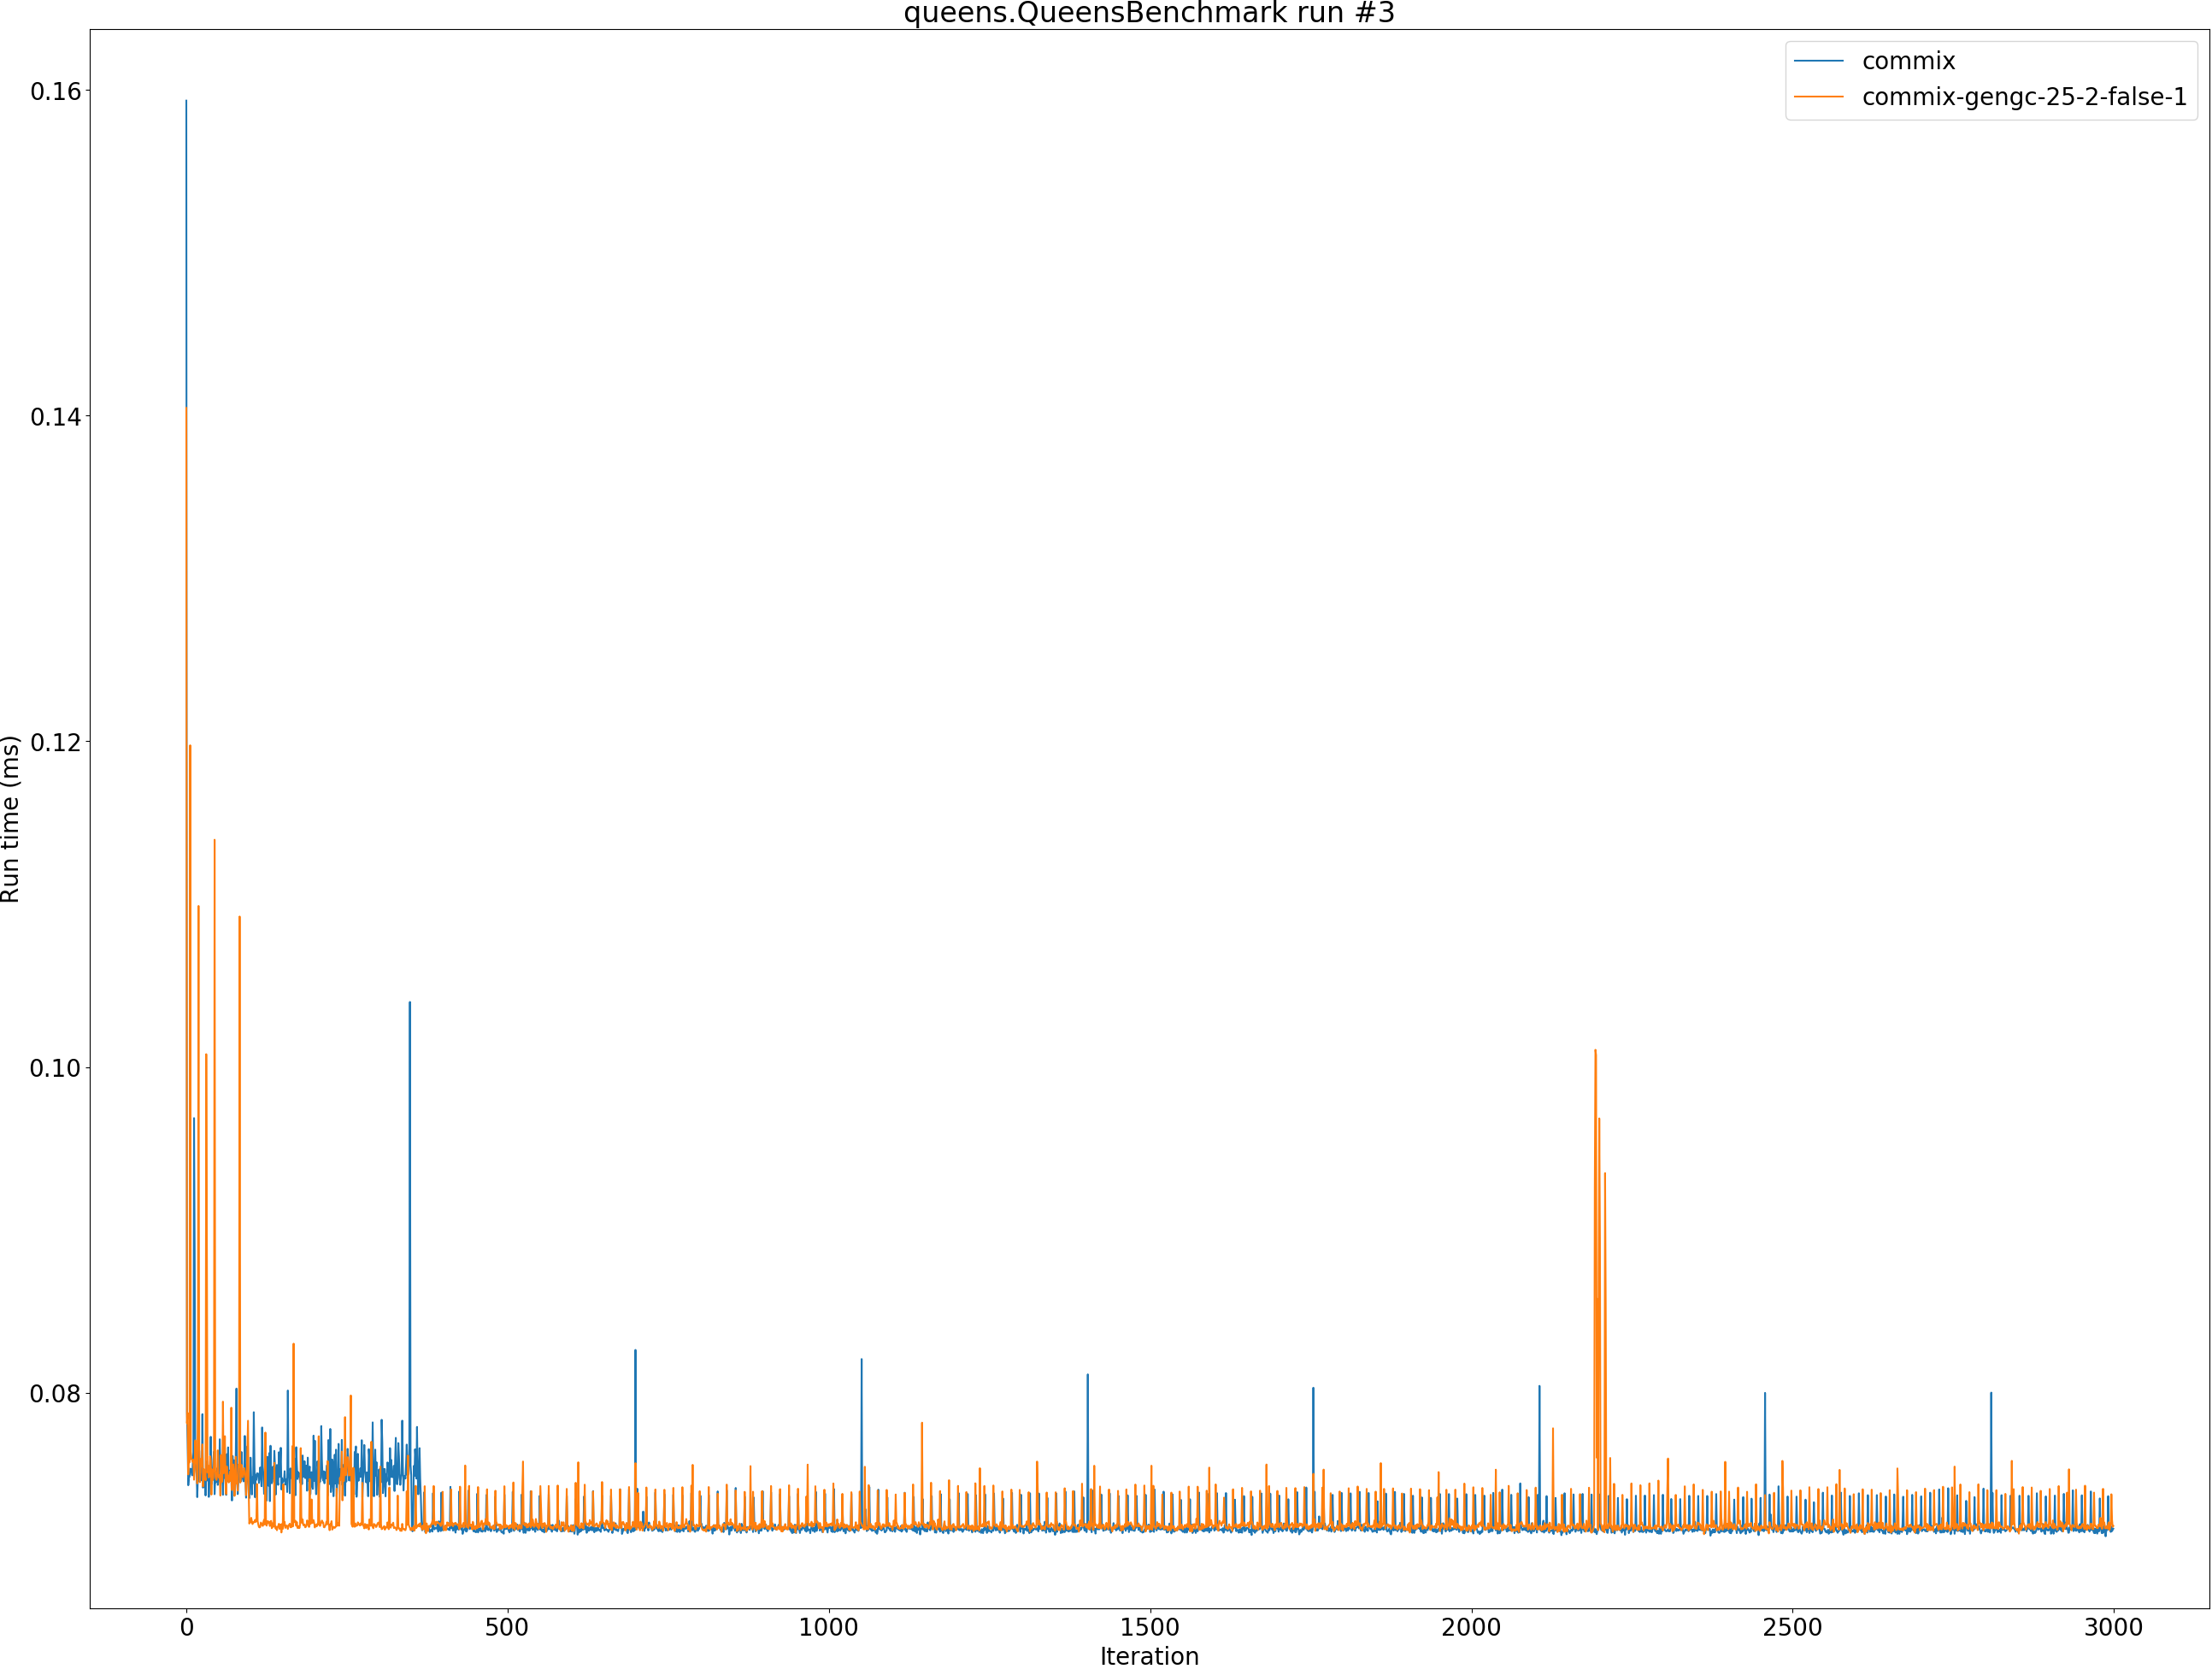 queens.QueensBenchmark run #3
commix
commix-gengc-25-2-false-1
Run time (ms)
0.16
0.14
0.12
0.10
0.08
0
500
1000
1500
2000
2500
3000
Iteration